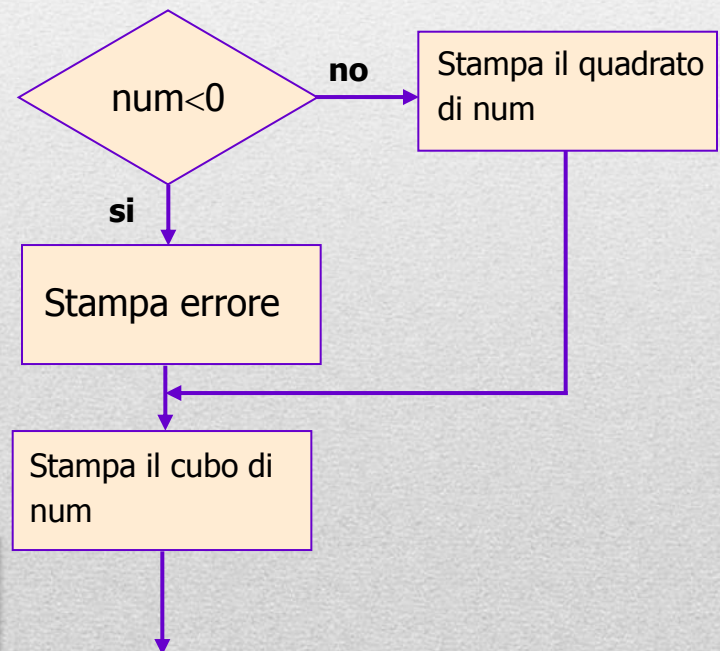 num<0
no
Stampa il quadrato
di num
si
Stampa errore
Stampa il cubo di
num